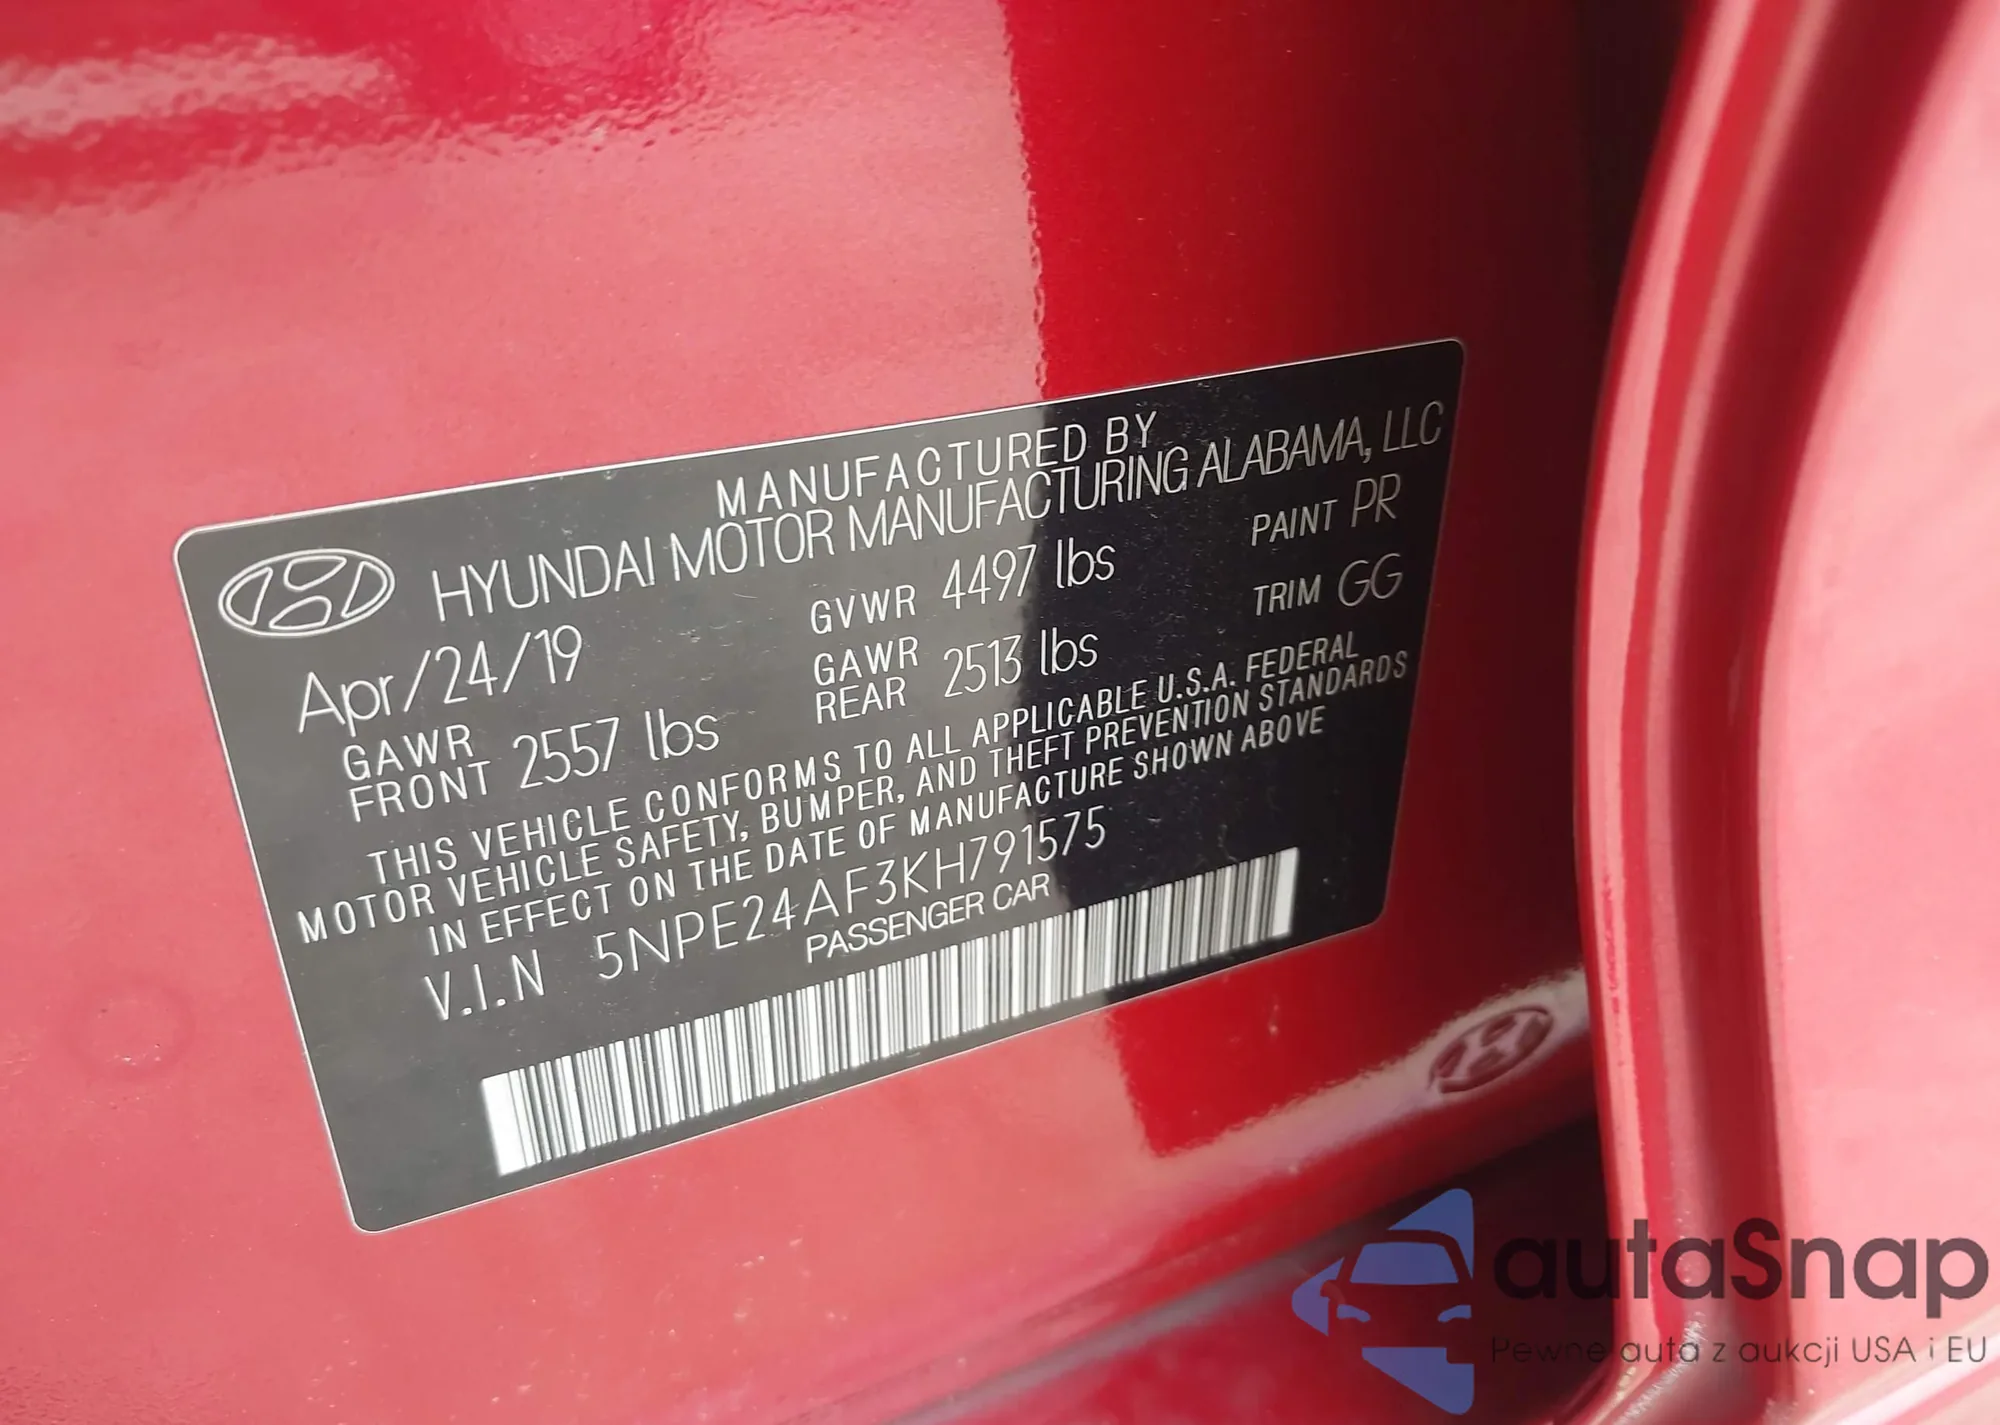 MANUFACTURED BY
HYUNDAI MOTOR MANUFACTURING ALABAMA, LLC
Apr/24/19
GVWR 4497 lbs
PAINT PR
GAWR FRONT 2557 lbs
GAWR REAR 2513 lbs
TRIM GG
THIS VEHICLE CONFORMS TO ALL APPLICABLE U.S.A. FEDERAL
MOTOR VEHICLE SAFETY, BUMPER, AND THEFT PREVENTION STANDARDS
IN EFFECT ON THE DATE OF MANUFACTURE SHOWN ABOVE
V.I.N 5NPE24AF3KH791575
PASSENGER CAR
autaSnap
Pewne auta z aukcji USA i EU